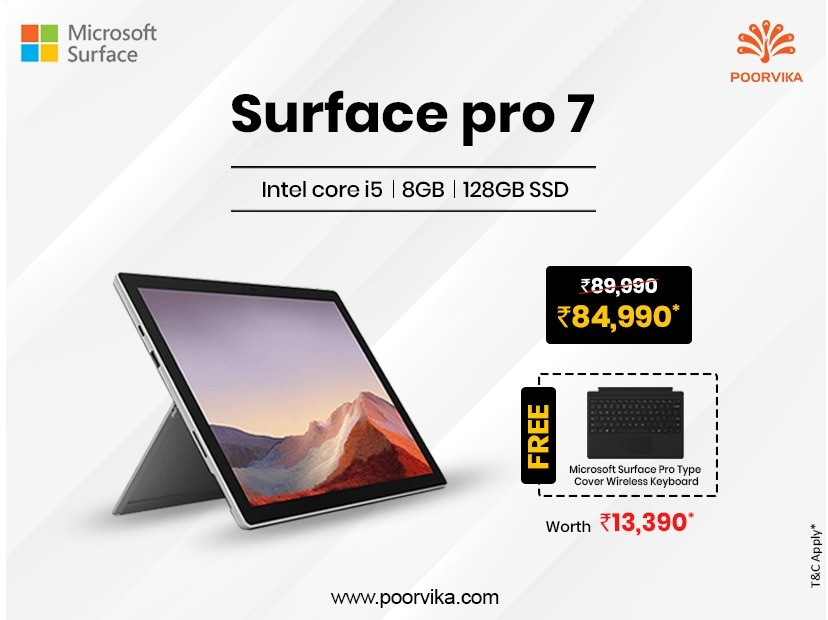 Microsoft
Surface
POORVIKA
Surface pro 7
Intel core i5 | 8GB | 128GB SSD
₹89,990
₹84,990*
FREE
Microsoft Surface Pro Type
Cover Wireless Keyboard
Worth ₹13,390*
T&C Apply*
www.poorvika.com